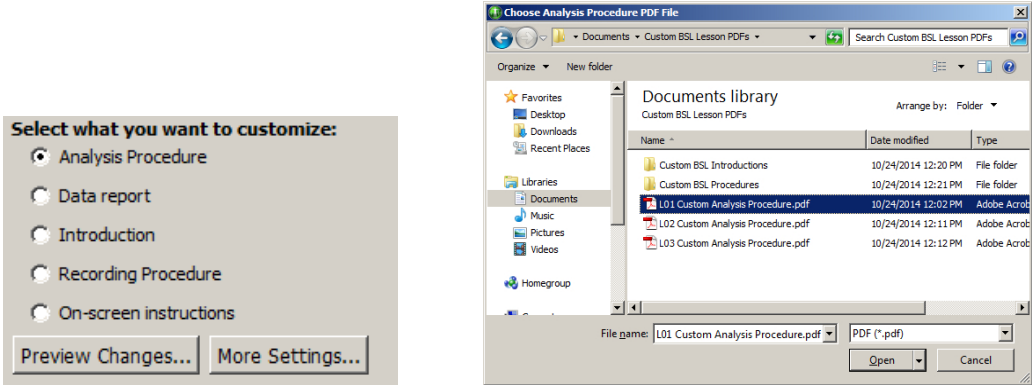 Select what you want to customize:
Analysis Procedure
Data report
Introduction
Recording Procedure
On-screen instructions
Preview Changes... More Settings...
Choose Analysis Procedure PDF File
Documents Custom BSL Lesson PDFs Search Custom BSL Lesson PDFs
Organize New folder
Favorites
Desktop
Downloads
Recent Places
Libraries
Documents
Music
Pictures
Videos
Homegroup
Documents library
Custom BSL Lesson PDFs
Arrange by: Folder
Name Date modified Type
Custom BSL Introductions 10/24/2014 12:20 PM File folder
Custom BSL Procedures 10/24/2014 12:21 PM File folder
L01 Custom Analysis Procedure.pdf 10/24/2014 12:02 PM Adobe Acrob
L02 Custom Analysis Procedure.pdf 10/24/2014 12:11 PM Adobe Acrob
L03 Custom Analysis Procedure.pdf 10/24/2014 12:12 PM Adobe Acrob
File name: L01 Custom Analysis Procedure.pdf PDF (*.pdf)
Open Cancel